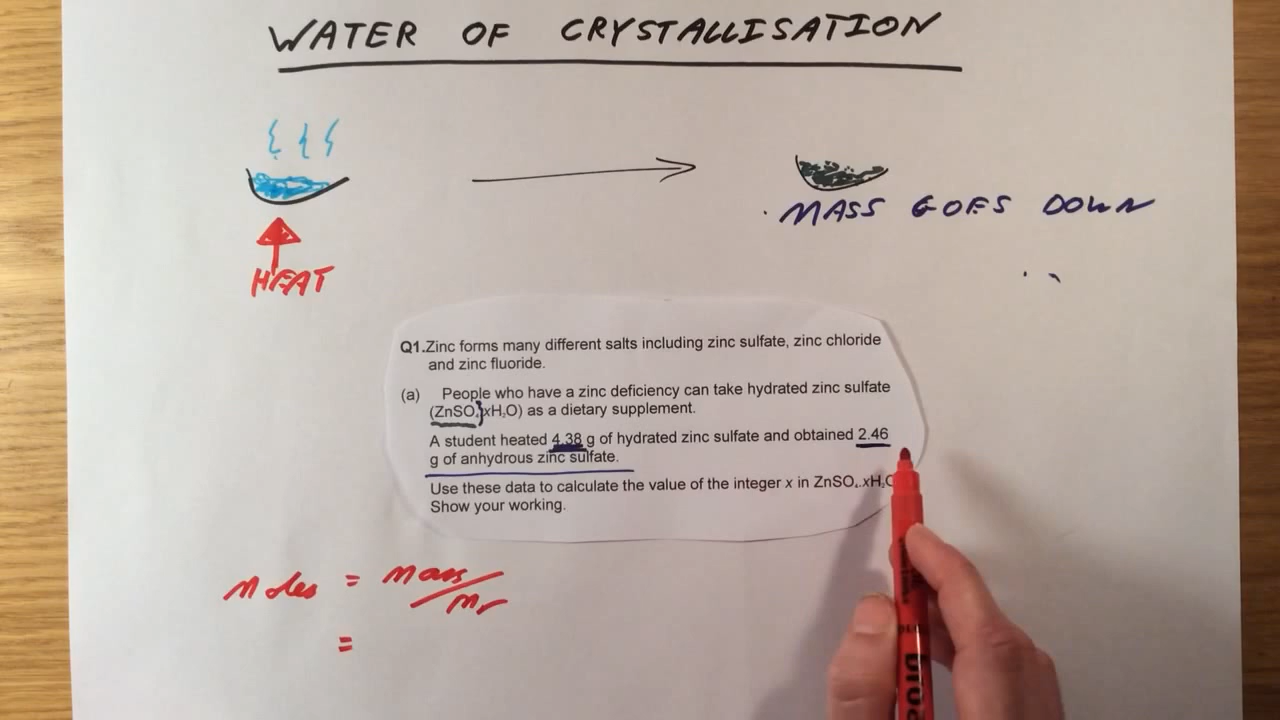 WATER OF CRYSTALLISATION
HEAT
MASS GOES DOWN
Q1.Zinc forms many different salts including zinc sulfate, zinc chloride
and zinc fluoride.
(a) People who have a zinc deficiency can take hydrated zinc sulfate
(ZnSO₄.xH₂O) as a dietary supplement.
A student heated 4.38 g of hydrated zinc sulfate and obtained 2.46
g of anhydrous zinc sulfate.
Use these data to calculate the value of the integer x in ZnSO₄.xH₂O
Show your working.
Moles = Mass/Mr
=